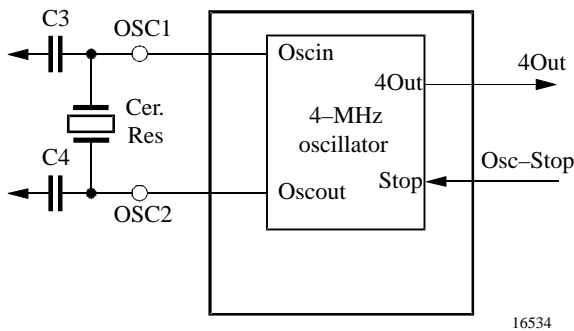 C3
OSC1
Oscin
4Out
4Out
Cer.
Res
4–MHz
oscillator
C4
Stop
Osc–Stop
Oscout
OSC2
16534